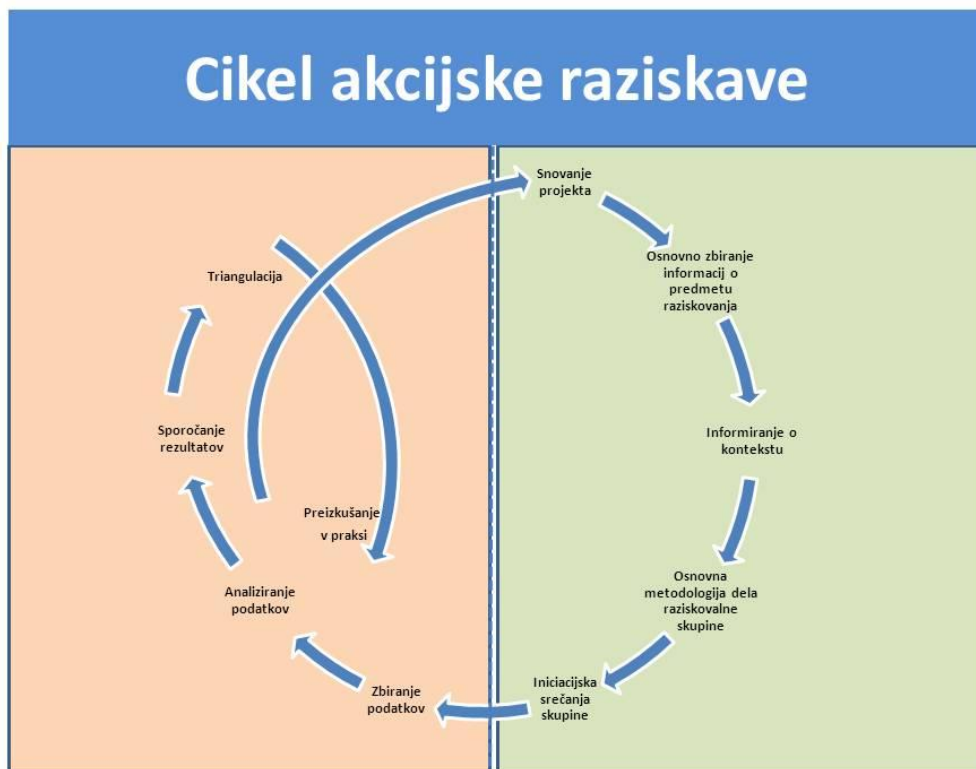 Cikel akcijske raziskave
Snovanje
projekta
Osnovno zbiranje
informacij o
predmetu
raziskovanja
Informiranje o
kontekstu
Osnovna
metodologija dela
raziskovalne
skupine
Iniciacijska
srečanja
skupine
Zbiranje
podatkov
Analiziranje
podatkov
Sporočanje
rezultatov
Triangulacija
Preizkušanje
v praksi